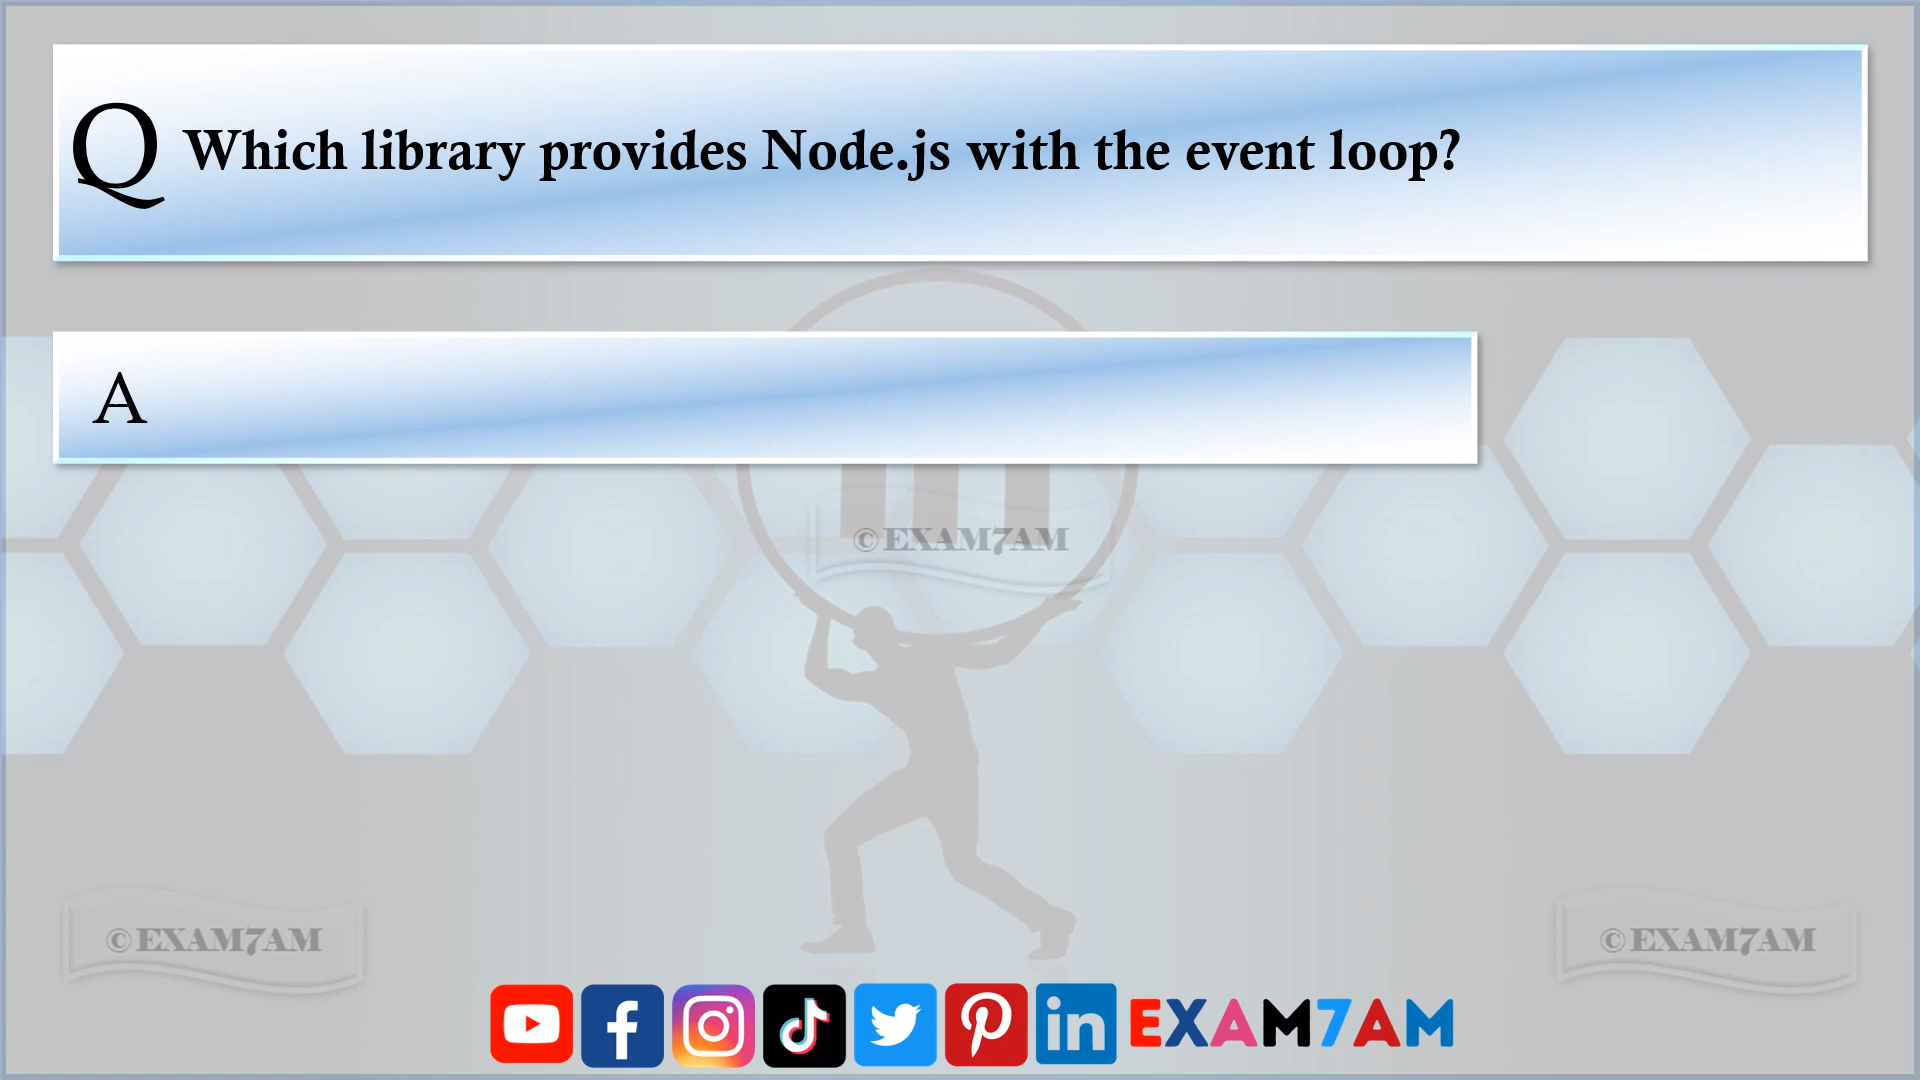 Q Which library provides Node.js with the event loop?
A
©EXAM7AM
©EXAM7AM
©EXAM7AM
EXAM7AM